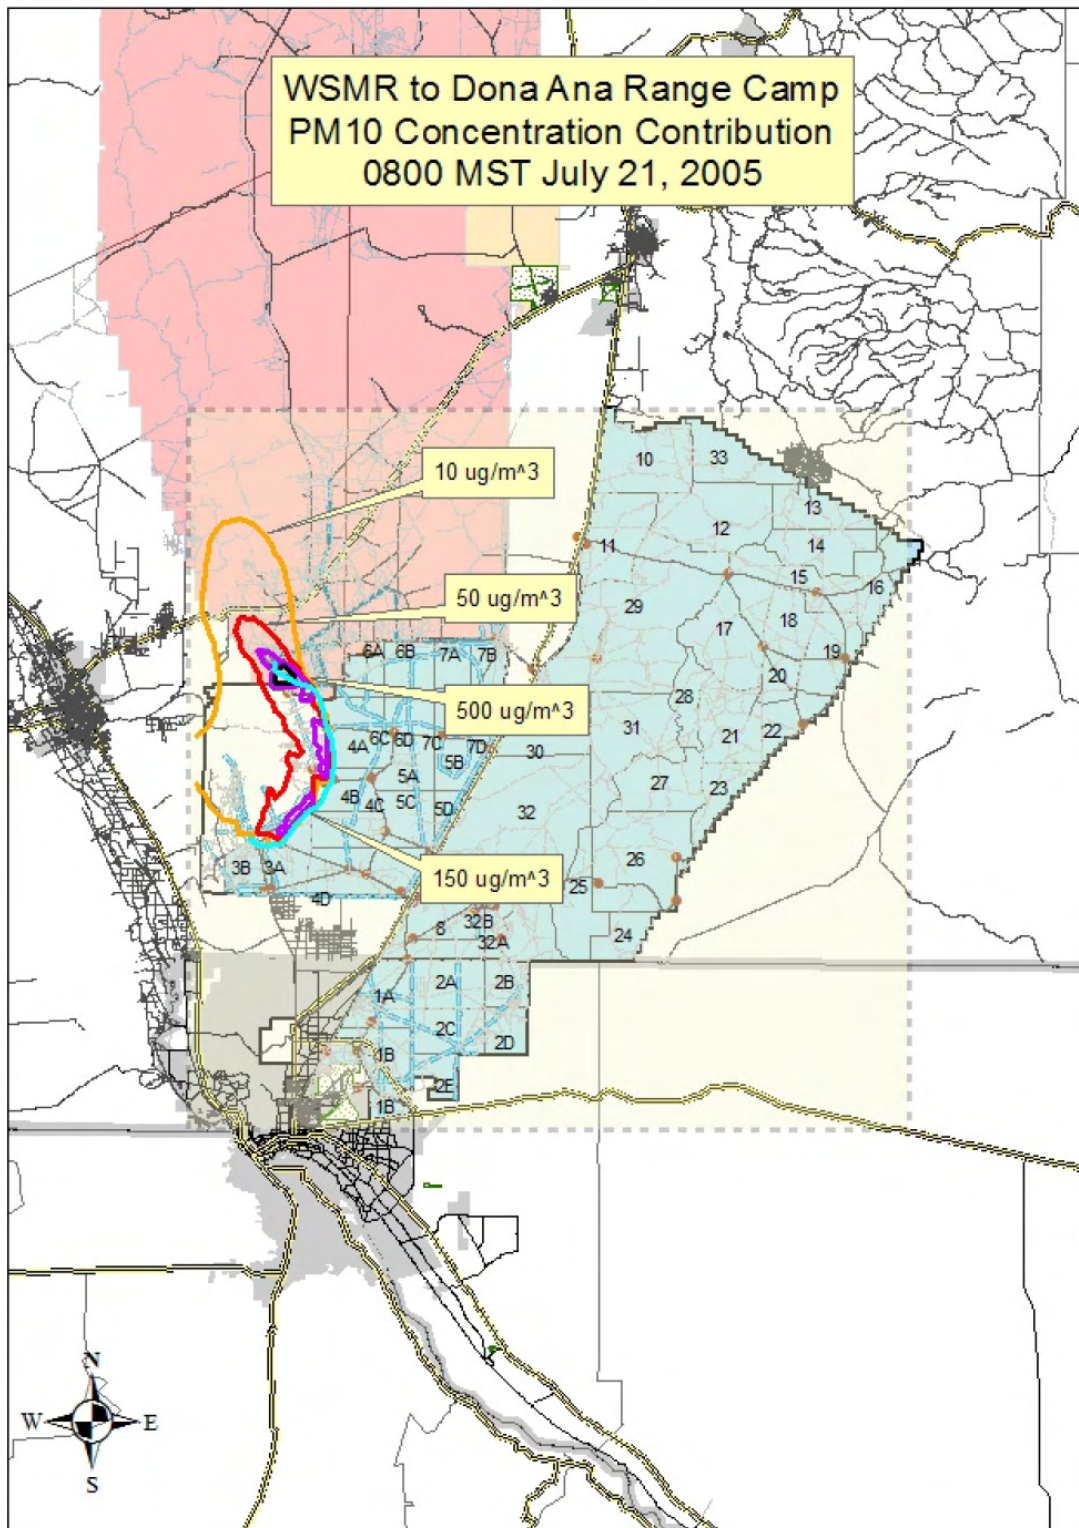 WSMR to Dona Ana Range Camp
PM10 Concentration Contribution
0800 MST July 21, 2005
10 ug/m^3
50 ug/m^3
500 ug/m^3
150 ug/m^3
10
33
13
12
14
11
15
16
29
17
18
6A
6B
7A
7B
19
20
28
4A
6C
6D
7C
7D
30
31
21
22
5B
5A
27
23
4B
4C
5C
5D
32
26
3B
3A
25
4D
8
32B
32A
24
1A
2A
2B
2C
2D
1B
2E
1B
N
W
E
S